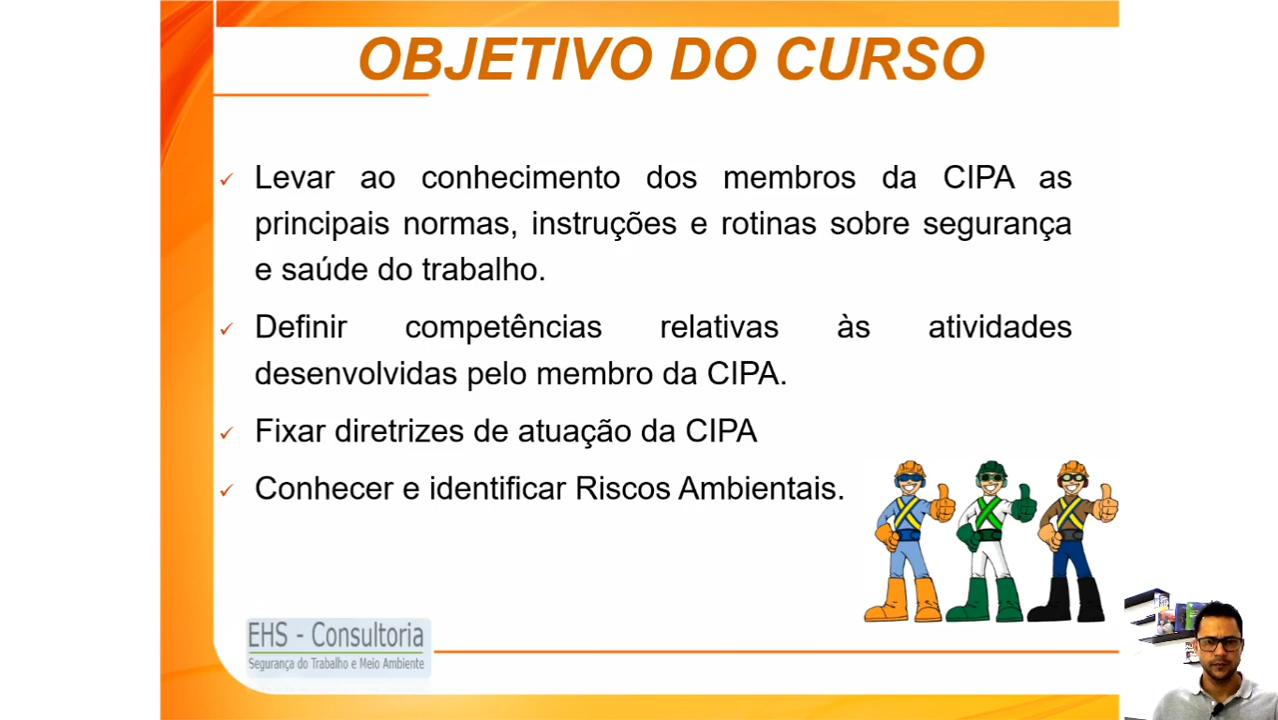 OBJETIVO DO CURSO
Levar ao conhecimento dos membros da CIPA as
principais normas, instruções e rotinas sobre segurança
e saúde do trabalho.
Definir competências relativas às atividades
desenvolvidas pelo membro da CIPA.
Fixar diretrizes de atuação da CIPA
Conhecer e identificar Riscos Ambientais.
EHS - Consultoria
Segurança do Trabalho e Meio Ambiente